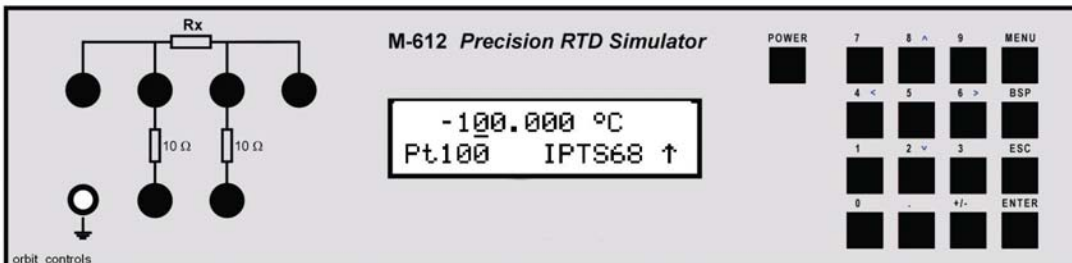 Rx
M-612 Precision RTD Simulator
POWER
7 8 ^ 9 MENU
-100.000 °C
4 < 5 6 > BSP
10 Ω 10 Ω
Pt100 IPTS68 ↑
1 2 v 3 ESC
0 . +/- ENTER
orbit controls